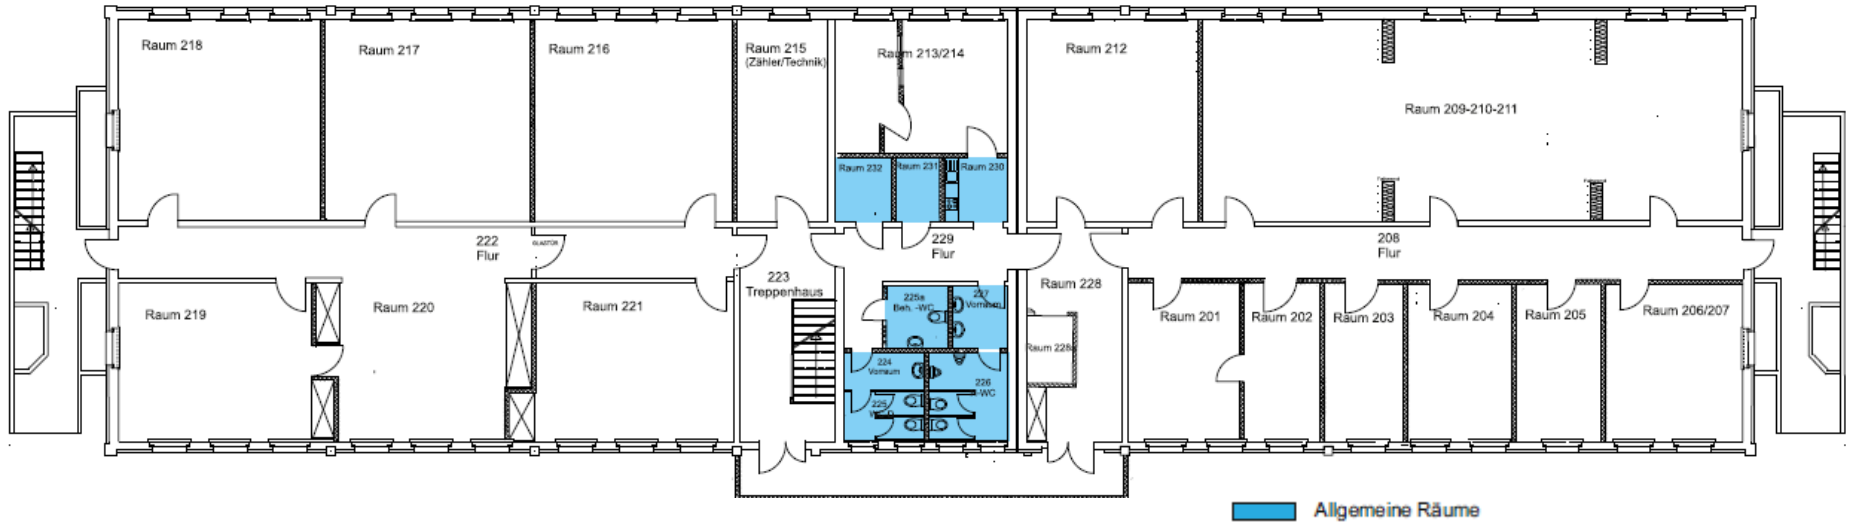 Raum 218
Raum 217
Raum 216
Raum 215
(Zähler/Technik)
Raum 213/214
Raum 212
Raum 209-210-211
Raum 232
Raum 231
Raum 230
222
Flur
GLASTÜR
229
Flur
208
Flur
223
Treppenhaus
Raum 228
Raum 219
Raum 220
Raum 221
225a
Beh. -WC
227
Vorraum
Raum 201
Raum 202
Raum 203
Raum 204
Raum 205
Raum 206/207
Raum 228a
224
Vorraum
225
226
-WC
Allgemeine Räume